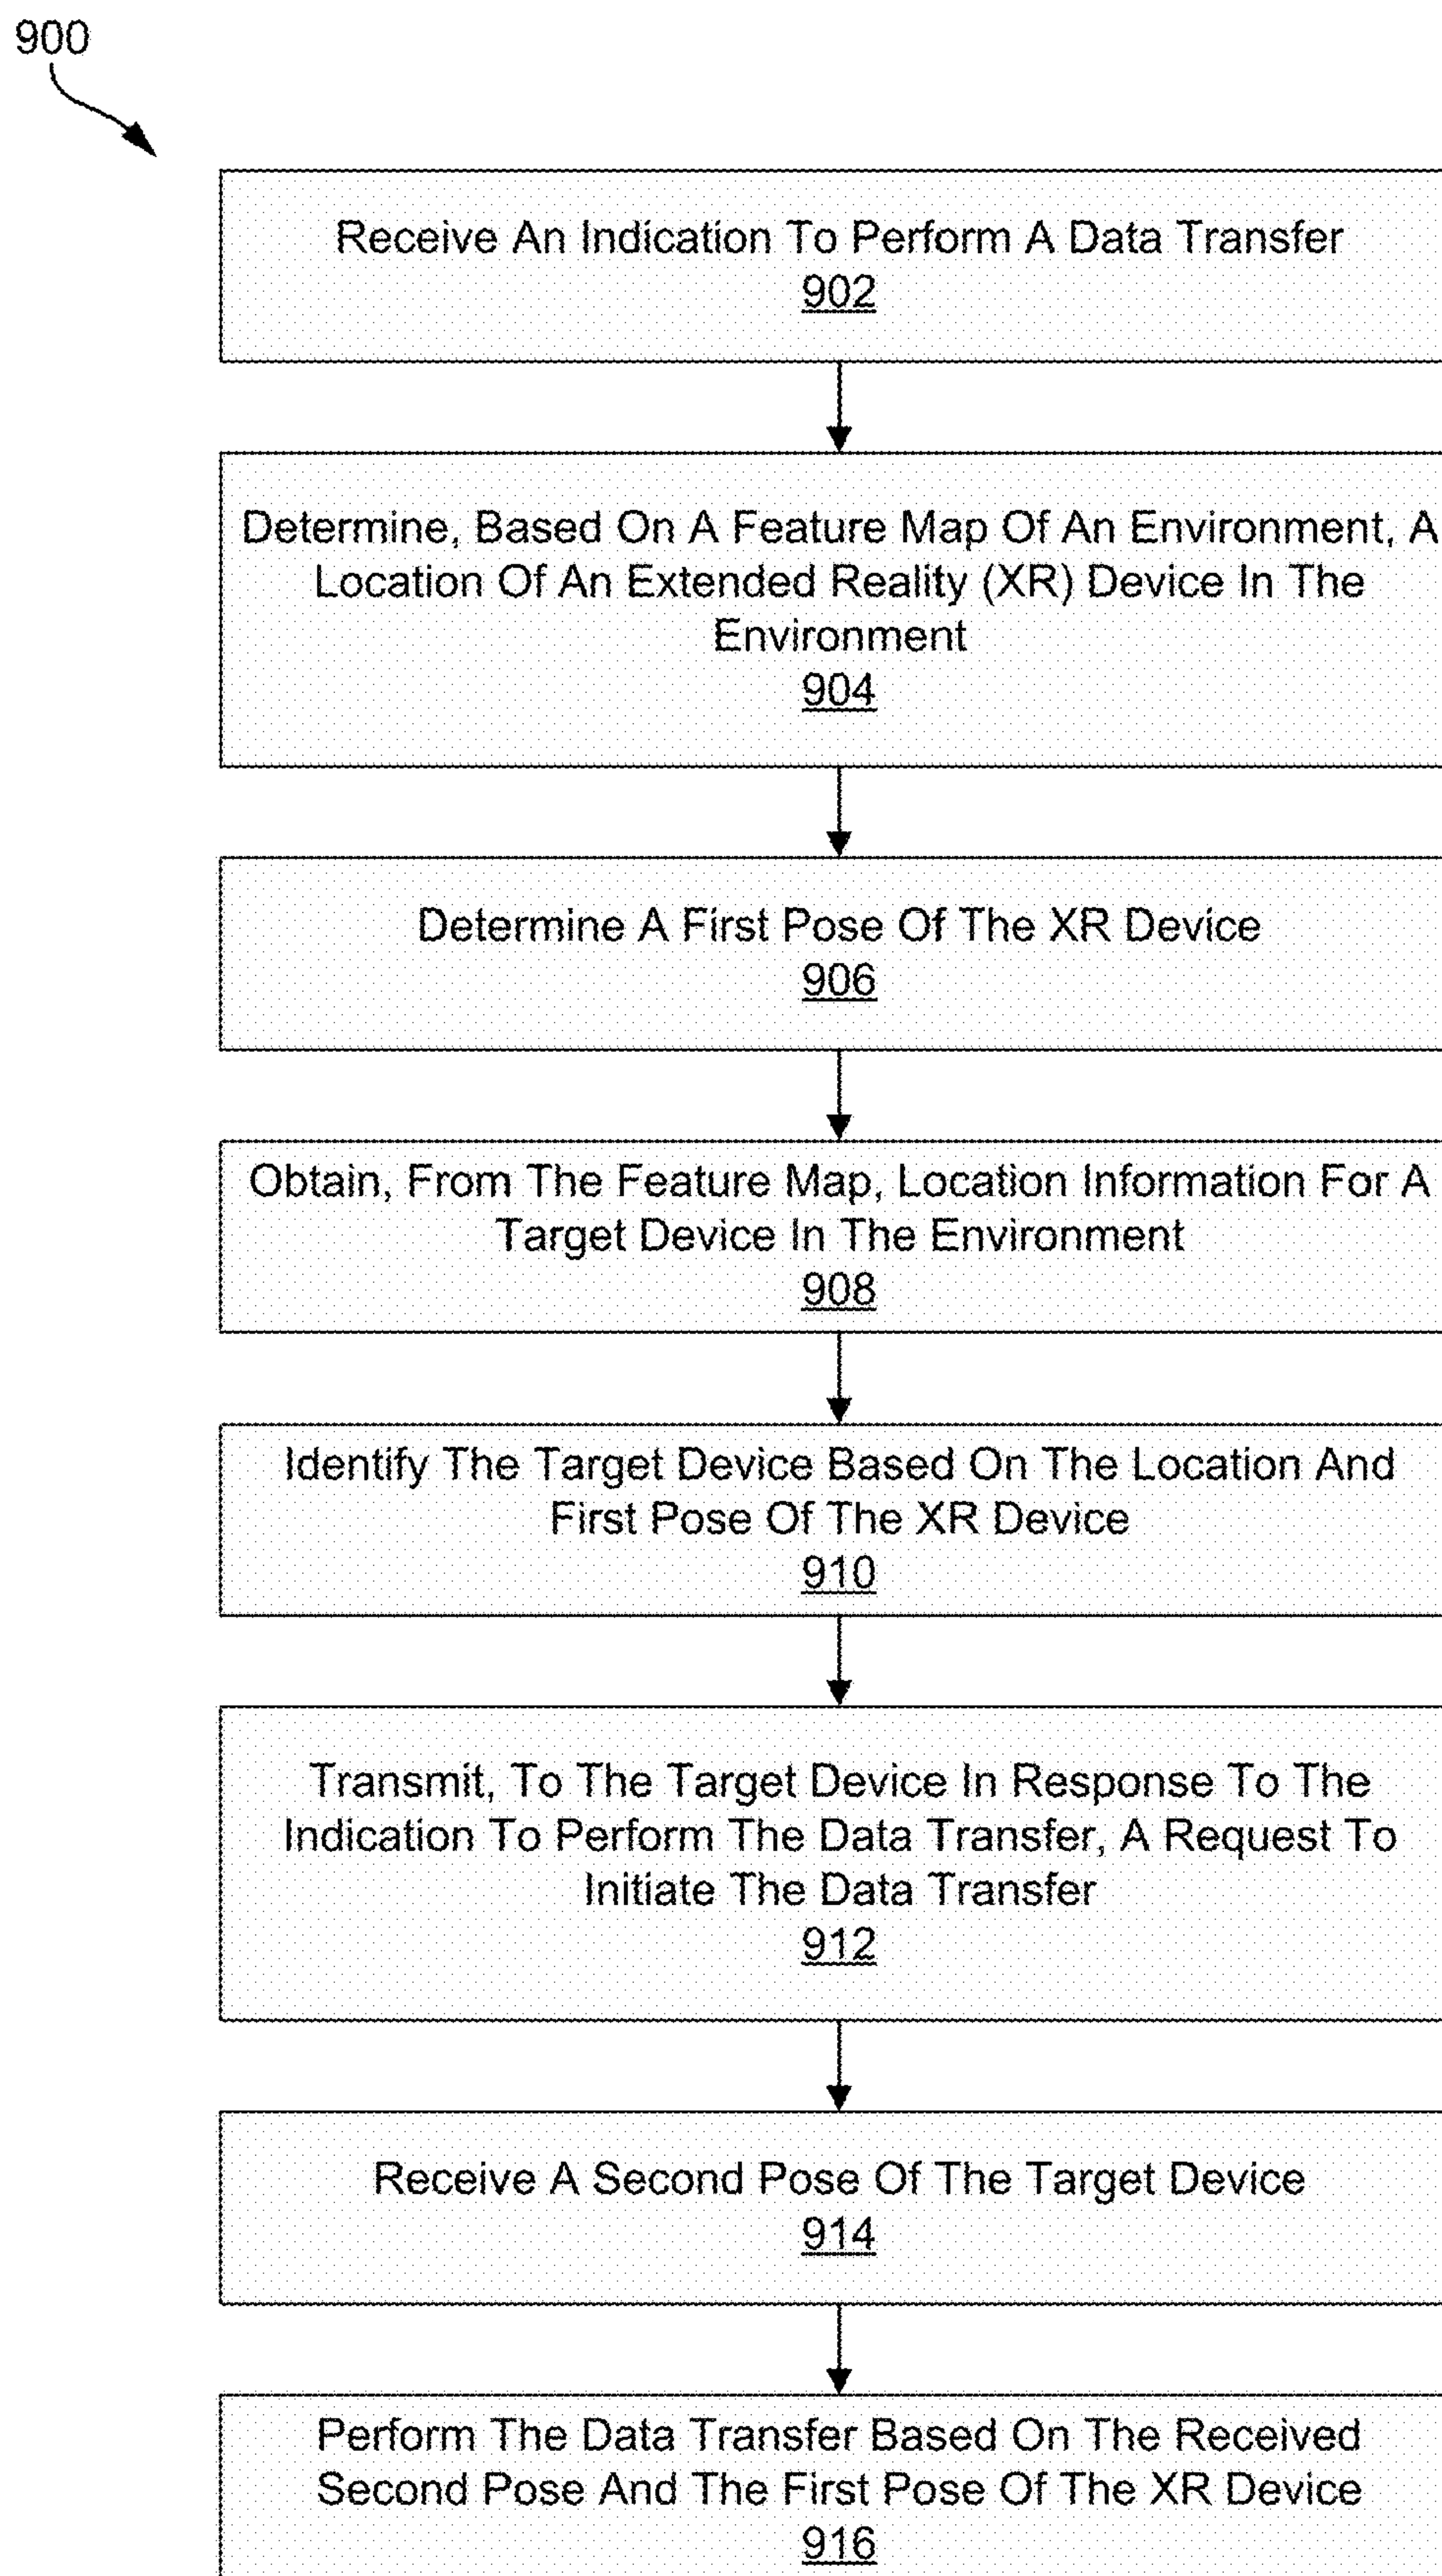 900
Receive An Indication To Perform A Data Transfer
902
Determine, Based On A Feature Map Of An Environment, A
Location Of An Extended Reality (XR) Device In The
Environment
904
Determine A First Pose Of The XR Device
906
Obtain, From The Feature Map, Location Information For A
Target Device In The Environment
908
Identify The Target Device Based On The Location And
First Pose Of The XR Device
910
Transmit, To The Target Device In Response To The
Indication To Perform The Data Transfer, A Request To
Initiate The Data Transfer
912
Receive A Second Pose Of The Target Device
914
Perform The Data Transfer Based On The Received
Second Pose And The First Pose Of The XR Device
916